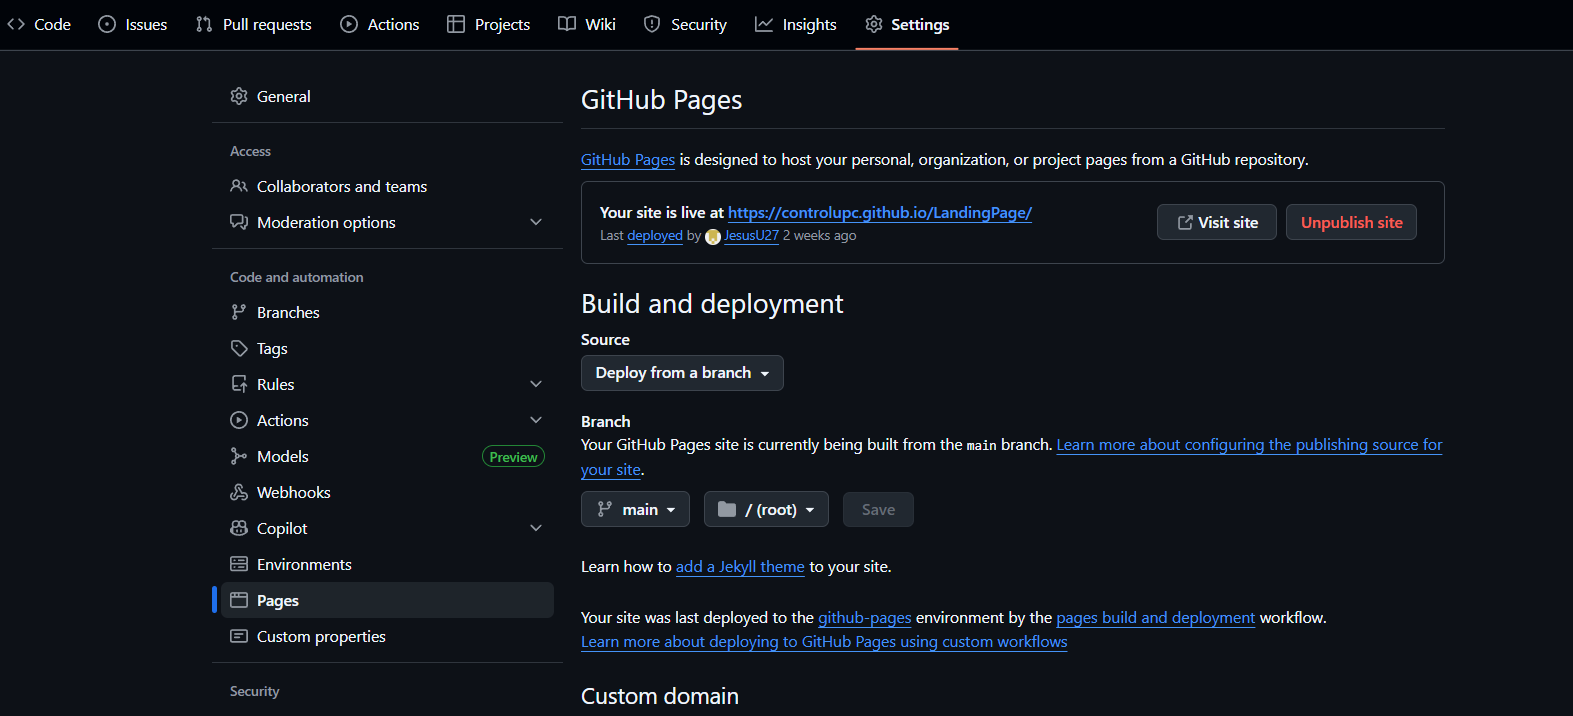 Code Issues Pull requests Actions Projects Wiki Security Insights Settings
General
Access
Collaborators and teams
Moderation options
Code and automation
Branches
Tags
Rules
Actions
Models Preview
Webhooks
Copilot
Environments
Pages
Custom properties
Security
GitHub Pages
GitHub Pages is designed to host your personal, organization, or project pages from a GitHub repository.
Your site is live at https://controlupc.github.io/LandingPage/
Last deployed by JesusU27 2 weeks ago
Visit site Unpublish site
Build and deployment
Source
Deploy from a branch
Branch
Your GitHub Pages site is currently being built from the main branch. Learn more about configuring the publishing source for
your site.
main / (root) Save
Learn how to add a Jekyll theme to your site.
Your site was last deployed to the github-pages environment by the pages build and deployment workflow.
Learn more about deploying to GitHub Pages using custom workflows
Custom domain